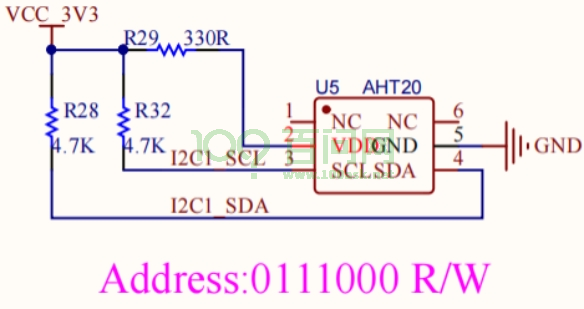 VCC_3V3
R29 330R
U5 AHT20
R28
4.7K
R32
4.7K
1 NC NC 6
2 VDD GND 5
3 SCL SDA 4
GND
I2C1_SCL
I2C1_SDA
Address:0111000 R/W